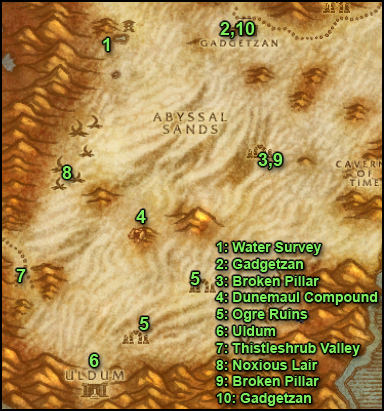 1
2,10
GADGETZAN
ABYSSAL
SANDS
3,9
CAVERN
OF
TIME
8
4
7
5
5
6
ULDUM
1: Water Survey
2: Gadgetzan
3: Broken Pillar
4: Dunemaul Compound
5: Ogre Ruins
6: Uldum
7: Thistleshrub Valley
8: Noxious Lair
9: Broken Pillar
10: Gadgetzan